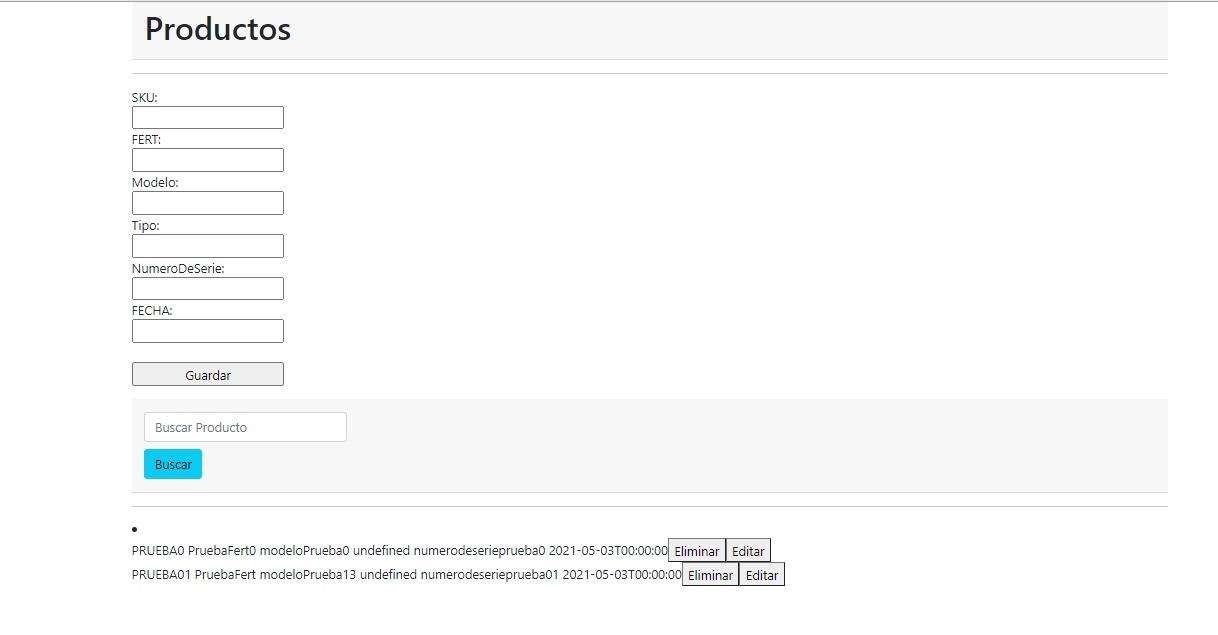 Productos
SKU:
FERT:
Modelo:
Tipo:
NumeroDeSerie:
FECHA:
Guardar
Buscar Producto
Buscar
PRUEBA0 PruebaFert0 modeloPrueba0 undefined numerodeserieprueba0 2021-05-03T00:00:00 Eliminar Editar
PRUEBA01 PruebaFert modeloPrueba13 undefined numerodeserieprueba01 2021-05-03T00:00:00 Eliminar Editar